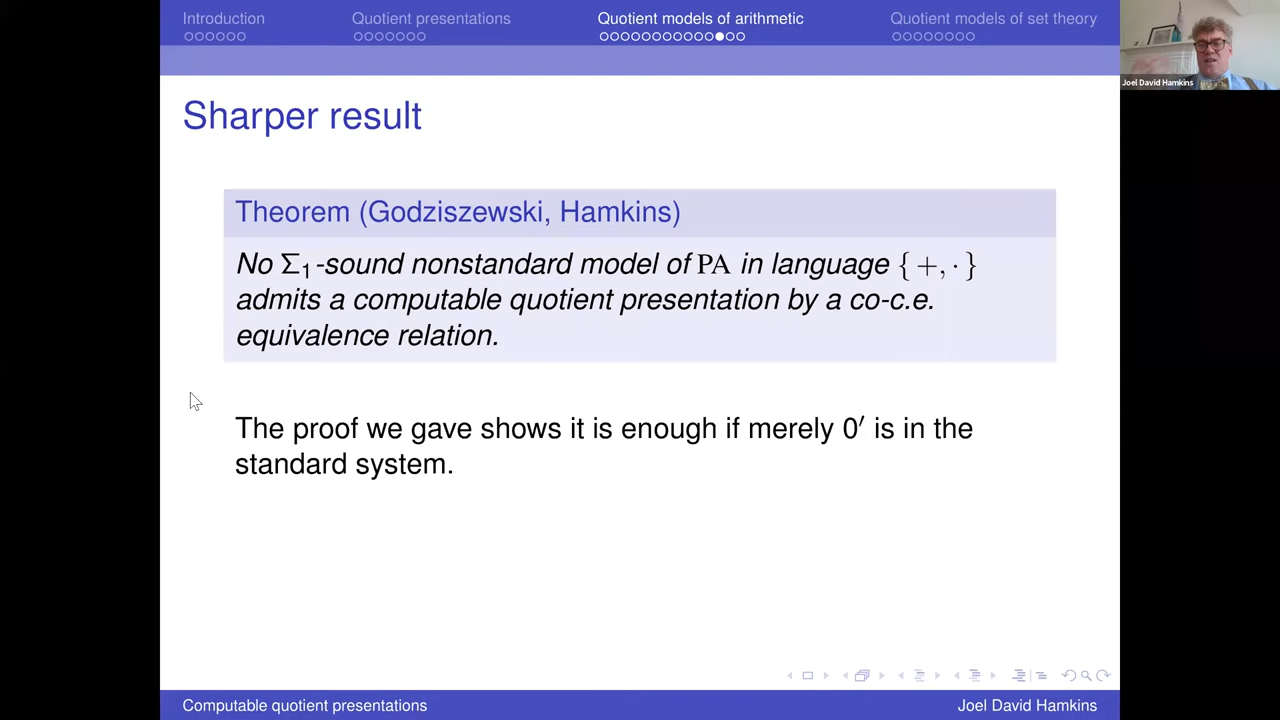 Introduction
Quotient presentations
Quotient models of arithmetic
Quotient models of set theory
Joel David Hamkins
Sharper result
Theorem (Godziszewski, Hamkins)
No Σ₁-sound nonstandard model of PA in language { +, · }
admits a computable quotient presentation by a co-c.e.
equivalence relation.
The proof we gave shows it is enough if merely 0′ is in the
standard system.
Computable quotient presentations
Joel David Hamkins